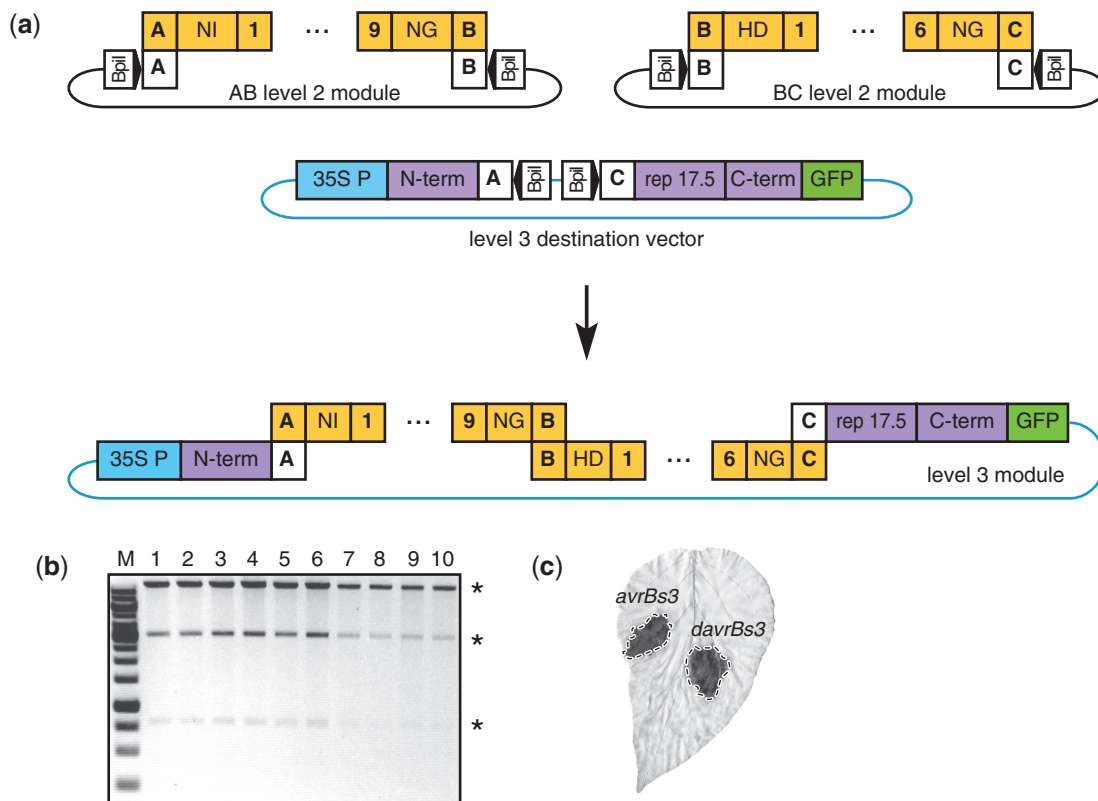 (a)
A NI 1 ... 9 NG B
BpiI A B BpiI
AB level 2 module
B HD 1 ... 6 NG C
BpiI B C BpiI
BC level 2 module
35S P N-term A BpiI BpiI C rep 17.5 C-term GFP
level 3 destination vector
A NI 1 ... 9 NG B C rep 17.5 C-term GFP
35S P N-term A B HD 1 ... 6 NG C
level 3 module
(b)
M 1 2 3 4 5 6 7 8 9 10
*
*
*
(c)
avrBs3
davrBs3